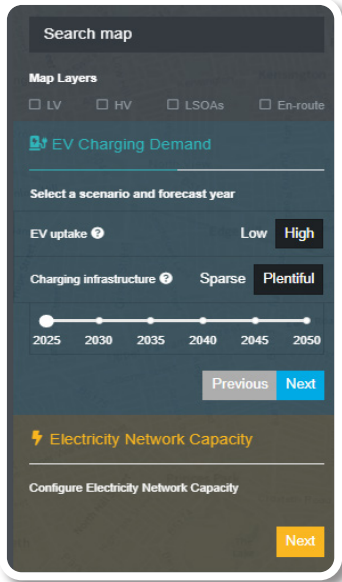 Search map
Map Layers
LV HV LSOAs En-route
EV Charging Demand
Select a scenario and forecast year
EV uptake ? Low High
Charging infrastructure ? Sparse Plentiful
2025 2030 2035 2040 2045 2050
Previous Next
Electricity Network Capacity
Configure Electricity Network Capacity
Next